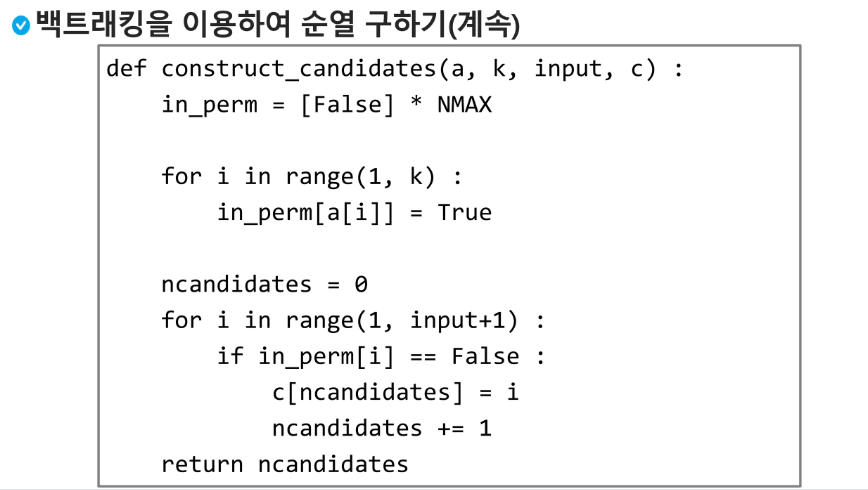 백트래킹을 이용하여 순열 구하기(계속)
def construct_candidates(a, k, input, c) :
    in_perm = [False] * NMAX

    for i in range(1, k) :
        in_perm[a[i]] = True

    ncandidates = 0
    for i in range(1, input+1) :
        if in_perm[i] == False :
            c[ncandidates] = i
            ncandidates += 1
    return ncandidates